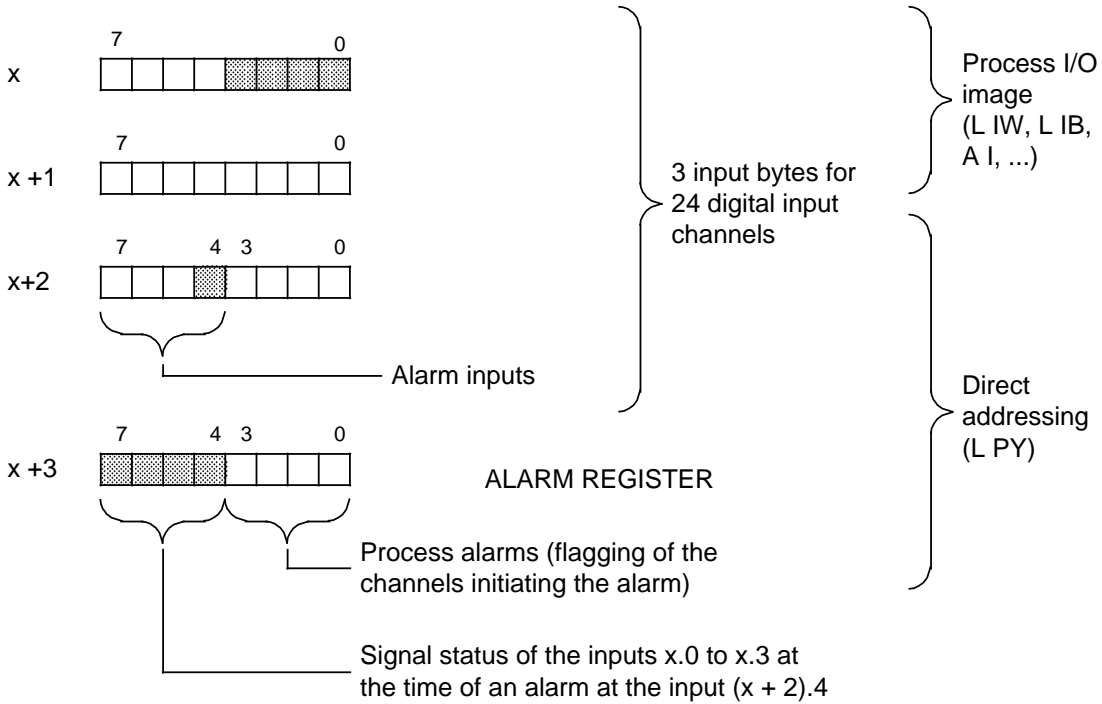 7 0
x
7 0
x +1
7 4 3 0
x+2
Alarm inputs
7 4 3 0
x +3
ALARM REGISTER
Process alarms (flagging of the
channels initiating the alarm)
Signal status of the inputs x.0 to x.3 at
the time of an alarm at the input (x + 2).4
3 input bytes for
24 digital input
channels
Process I/O
image
(L IW, L IB,
A I, ...)
Direct
addressing
(L PY)